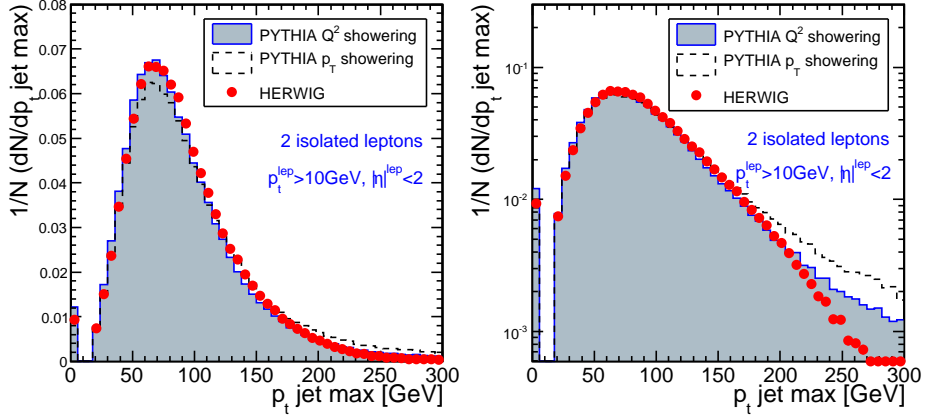 1/N (dN/dp_t jet max)
0.08
0.07
0.06
0.05
0.04
0.03
0.02
0.01
0
PYTHIA Q² showering
PYTHIA p_T showering
HERWIG
2 isolated leptons
p_t^lep>10GeV, |η|^lep<2
0 50 100 150 200 250 300
p_t jet max [GeV]
1/N (dN/dp_t jet max)
10⁻¹
10⁻²
10⁻³
PYTHIA Q² showering
PYTHIA p_T showering
HERWIG
2 isolated leptons
p_t^lep>10GeV, |η|^lep<2
0 50 100 150 200 250 300
p_t jet max [GeV]